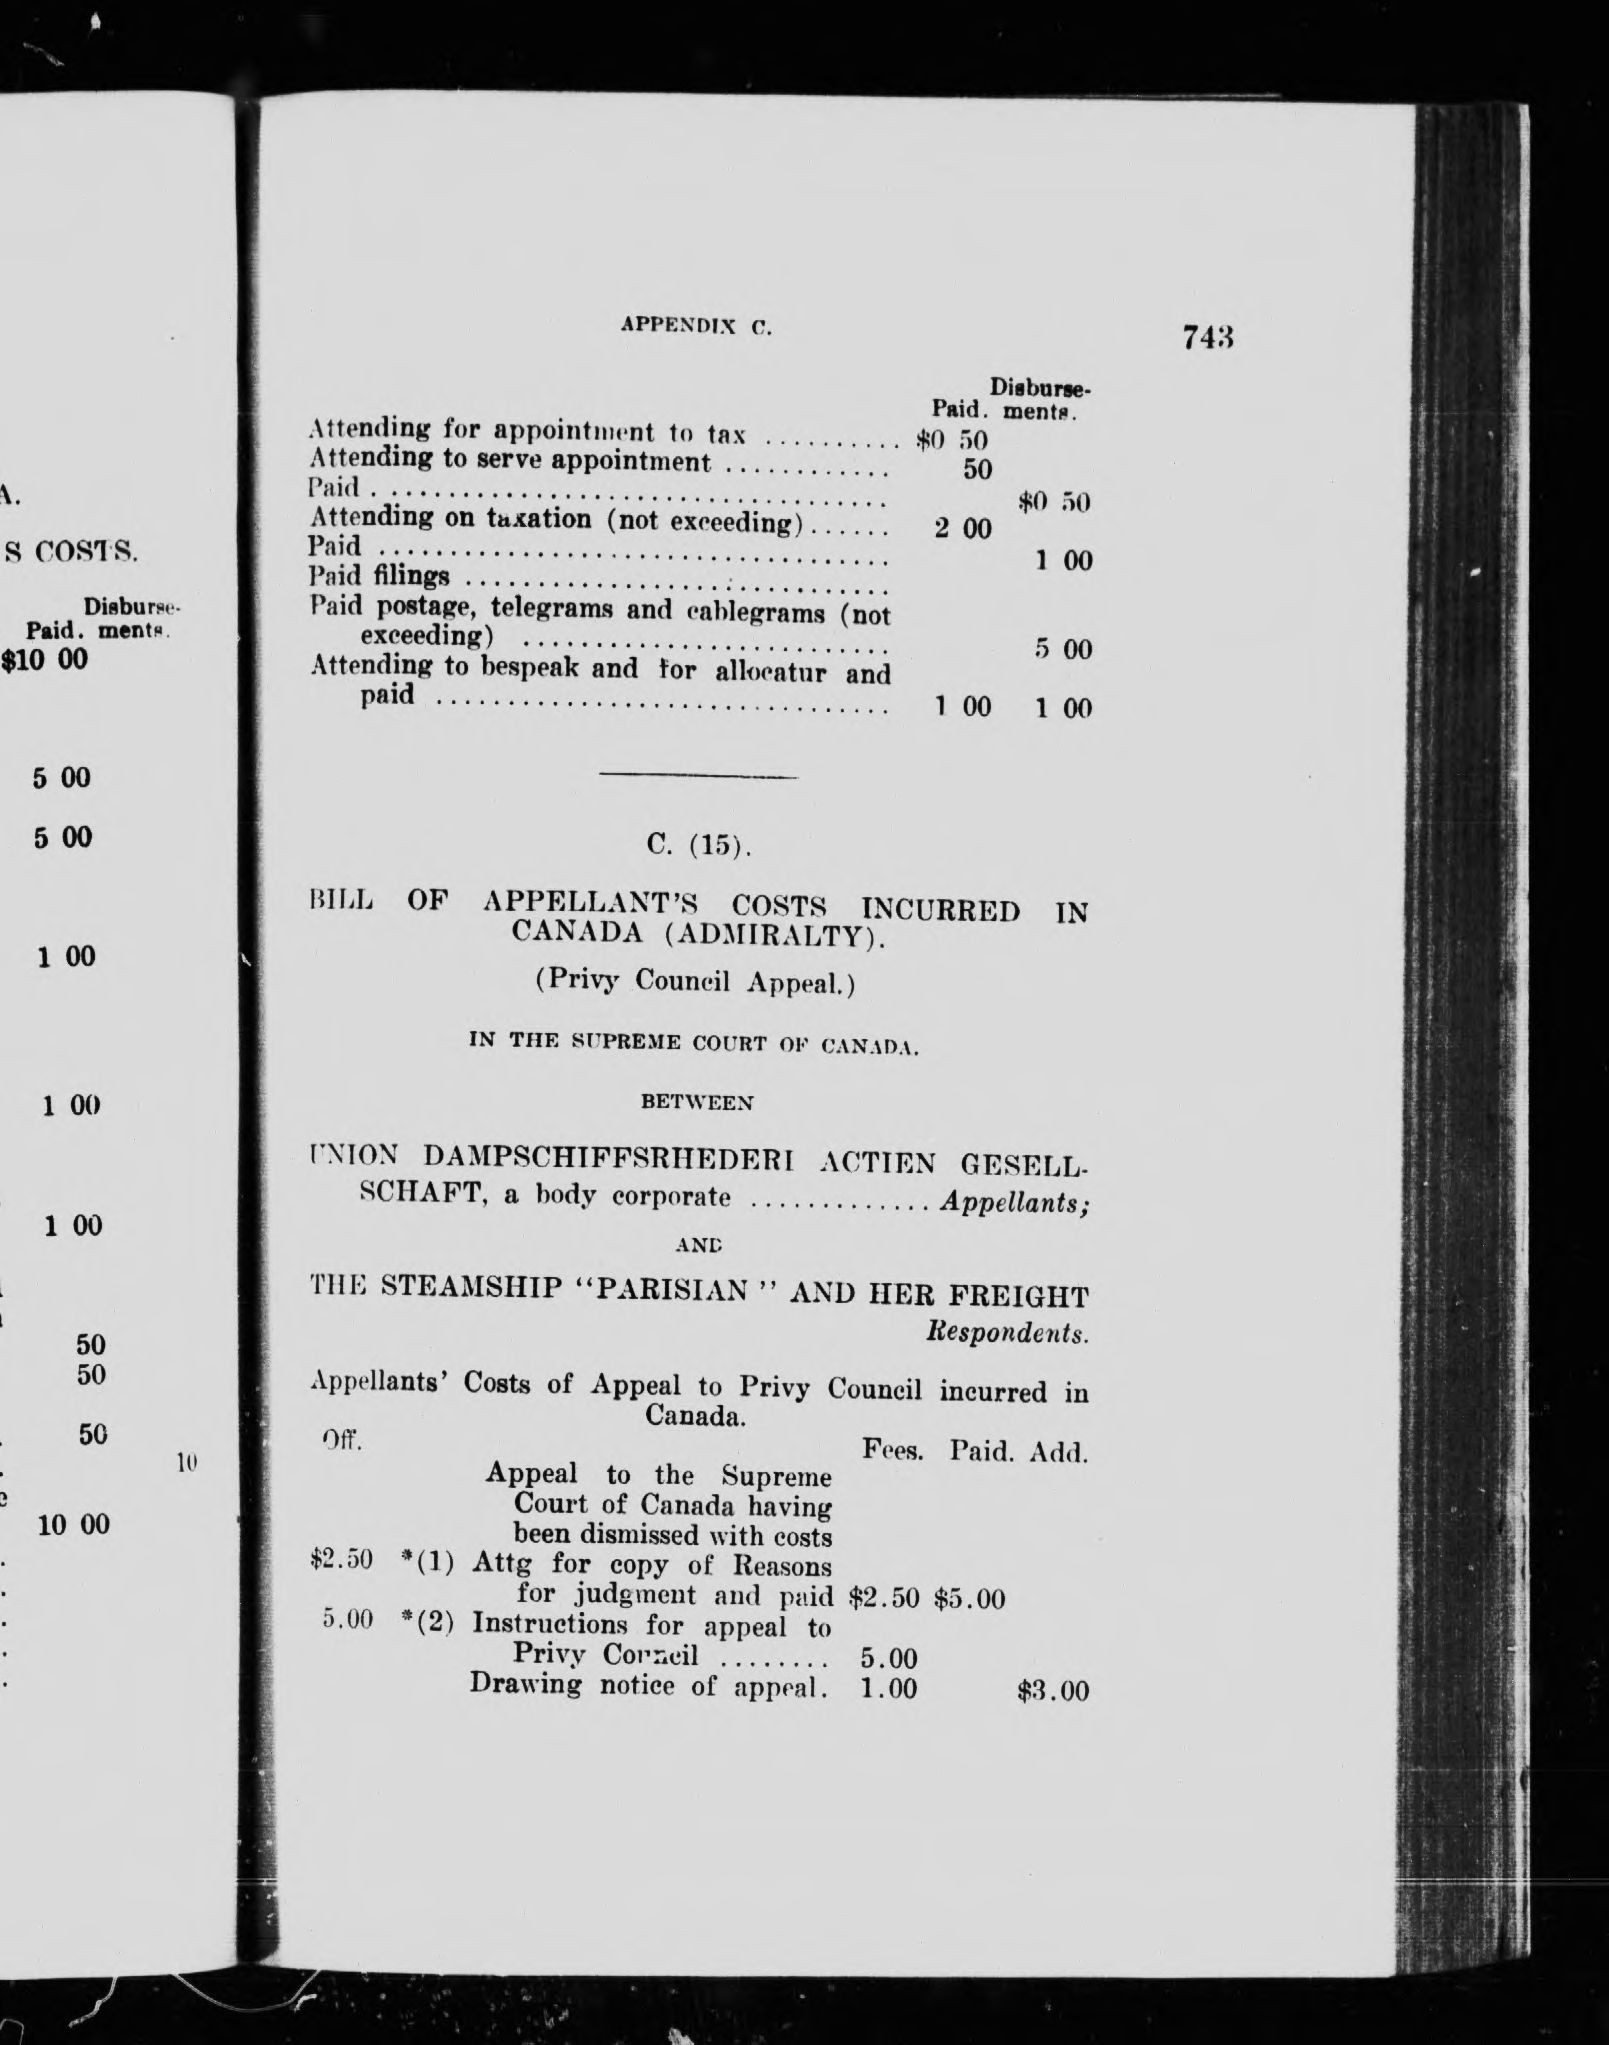 A.
S COSTS.
Disburse-
Paid. ments.
$10 00
5 00
5 00
1 00
1 00
1 00
50
50
50
10
10 00
APPENDIX C.
743
Disburse-
Paid. ments.
Attending for appointment to tax .......... $0 50
Attending to serve appointment ............ 50
Paid .................................... $0 50
Attending on taxation (not exceeding)...... 2 00
Paid .................................... 1 00
Paid filings ..............................
Paid postage, telegrams and cablegrams (not
exceeding) .......................... 5 00
Attending to bespeak and for allocatur and
paid ................................ 1 00 1 00
C. (15).
BILL OF APPELLANT'S COSTS INCURRED IN
CANADA (ADMIRALTY).
(Privy Council Appeal.)
IN THE SUPREME COURT OF CANADA.
BETWEEN
UNION DAMPSCHIFFSRHEDERI ACTIEN GESELL-
SCHAFT, a body corporate ............. Appellants;
AND
THE STEAMSHIP "PARISIAN" AND HER FREIGHT
Respondents.
Appellants' Costs of Appeal to Privy Council incurred in
Canada.
Off. Fees. Paid. Add.
Appeal to the Supreme
Court of Canada having
been dismissed with costs
$2.50 *(1) Attg for copy of Reasons
for judgment and paid $2.50 $5.00
5.00 *(2) Instructions for appeal to
Privy Council ........ 5.00
Drawing notice of appeal. 1.00 $3.00